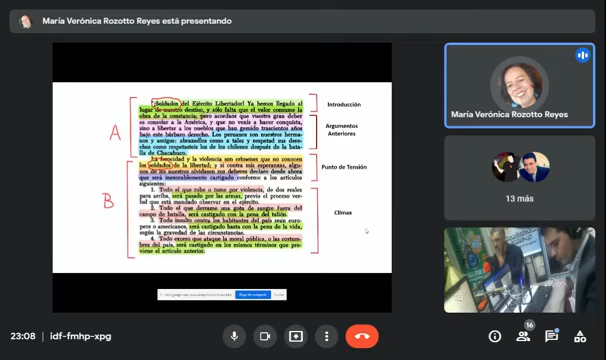 María Verónica Rozotto Reyes está presentando
¡Soldados del Ejército Libertador! Ya hemos llegado al
lugar de nuestro destino, y sólo falta que el valor consume la
obra de la constancia; pero acordaos que vuestro gran deber
es consolar a la América, y que no venís a hacer conquista,
sino a libertar a los pueblos que han gemido trescientos años
bajo este bárbaro derecho. Los peruanos son nuestros herma-
nos y amigos: abrazadlos como a tales y respetad sus dere-
chos como respetasteis los de los chilenos después de la bata-
lla de Chacabuco.
La ferocidad y la violencia son crímenes que no conocen
los soldados de la libertad, y si contra mis esperanzas, algu-
no de los nuestros olvidasen sus deberes declaro desde ahora
que será inexorablemente castigado conforme a los artículos
siguientes:
1. Todo el que robe o tome por violencia, de dos reales
para arriba, será pasado por las armas, previo el proceso ver-
bal que está mandado observar en el ejército.
2. Todo el que derrame una gota de sangre fuera del
campo de batalla, será castigado con la pena del talión.
3. Todo insulto contra los habitantes del país sean euro-
peos o americanos, será castigado hasta con pena de la vida,
según la gravedad de las circunstancias.
4. Todo exceso que ataque la moral pública, o las costum-
bres del país, será castigado en los mismos términos que pre-
viene el artículo anterior.
A
B
Introducción
Argumentos
Anteriores
Punto de Tensión
Clímax
María Verónica Rozotto Reyes
13 más
23:08
idf-fmhp-xpg
16